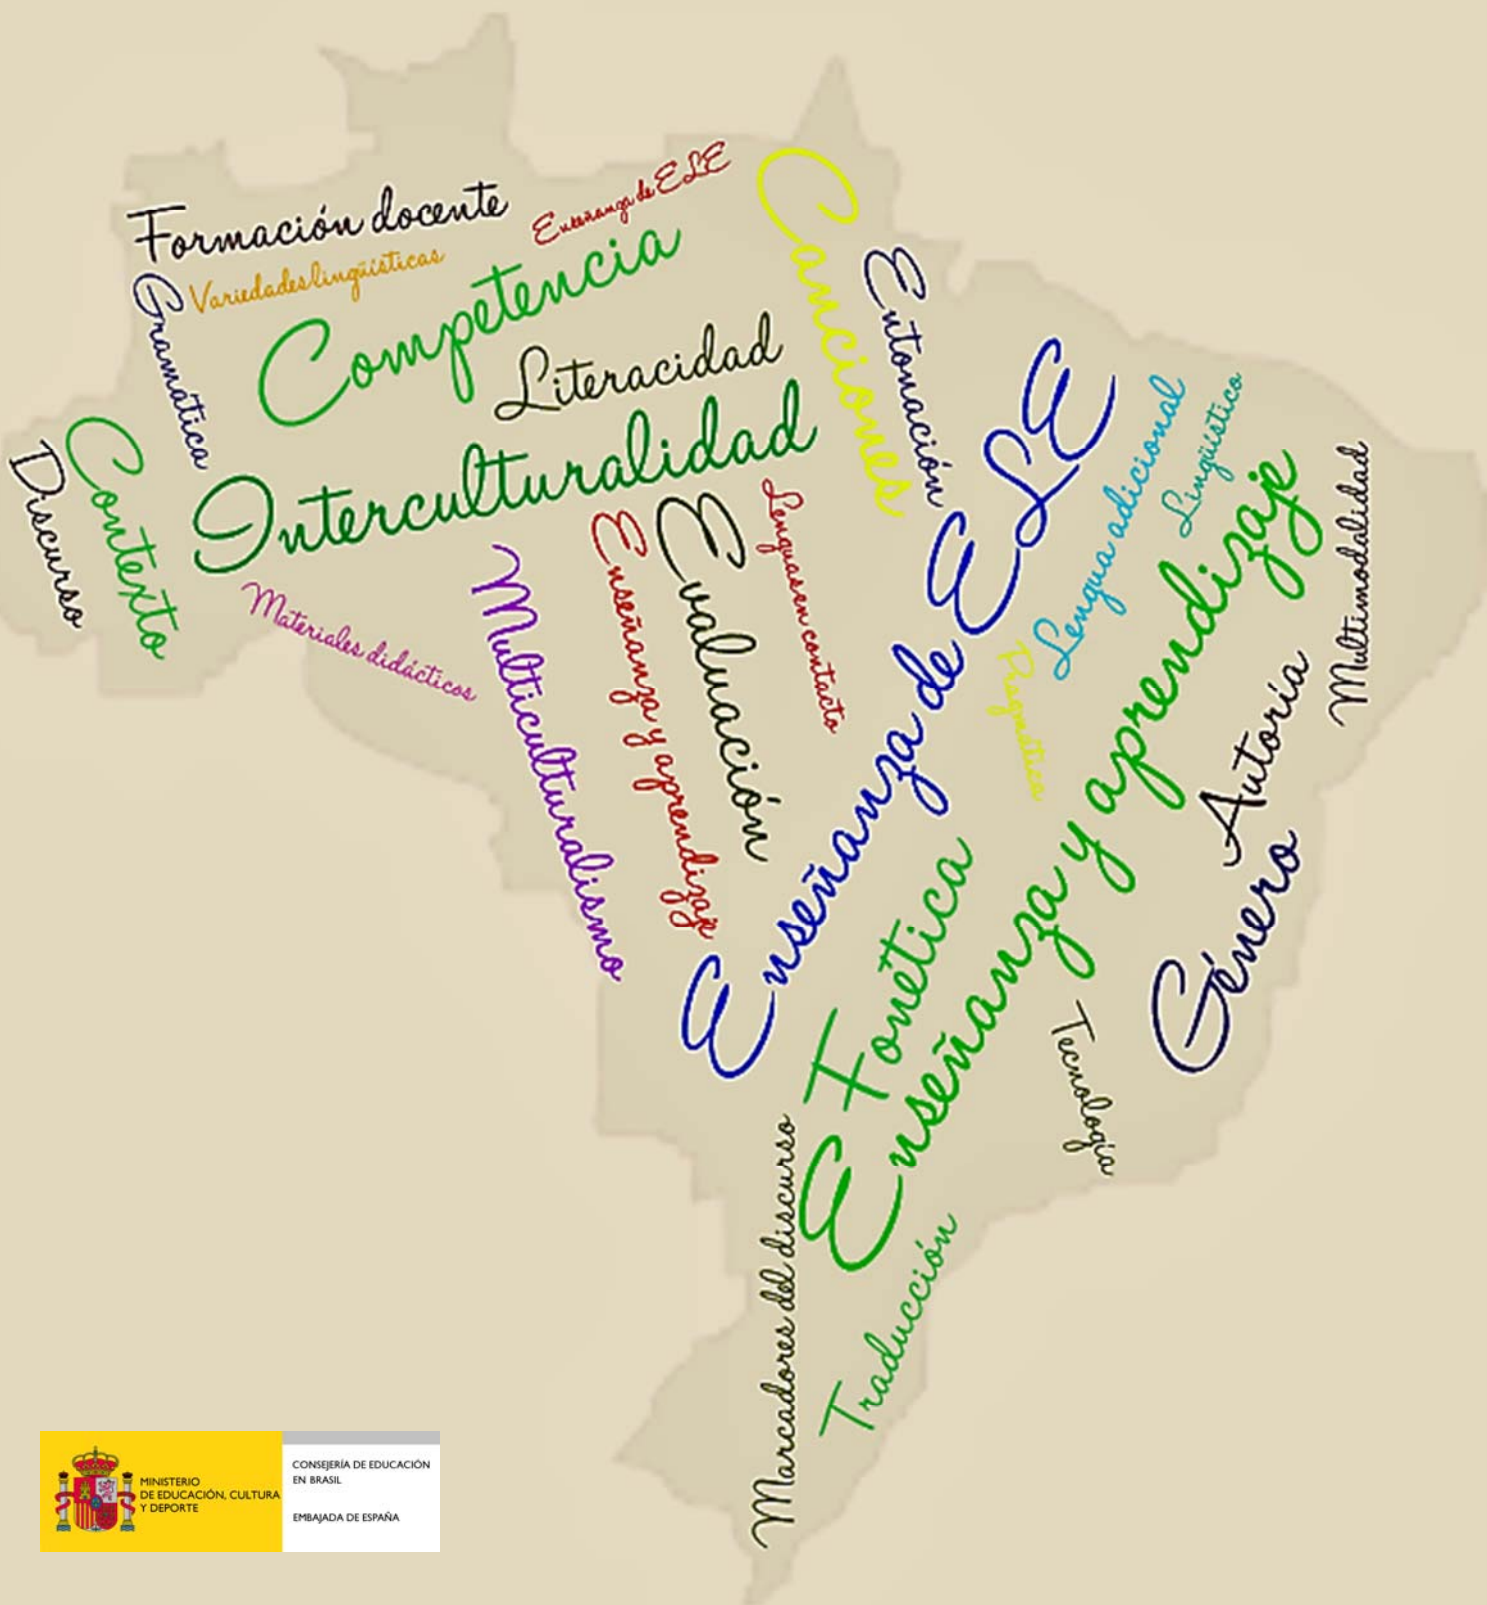 Formación docente
Enseñanza de ELE
Variedades lingüísticas
Gramática
Competencia
Canciones
Entonación
Literacidad
Interculturalidad
Discurso
Contexto
Materiales didácticos
Multiculturalismo
Enseñanza y aprendizaje
Evaluación
Lenguas en contacto
Enseñanza de ELE
Lengua adicional
Lingüístico
Multimodalidad
Pragmática
Enseñanza y aprendizaje
Autoría
Género
Fonética
Tecnología
Marcadores del discurso
Traducción
MINISTERIO
DE EDUCACIÓN, CULTURA
Y DEPORTE
CONSEJERÍA DE EDUCACIÓN
EN BRASIL
EMBAJADA DE ESPAÑA